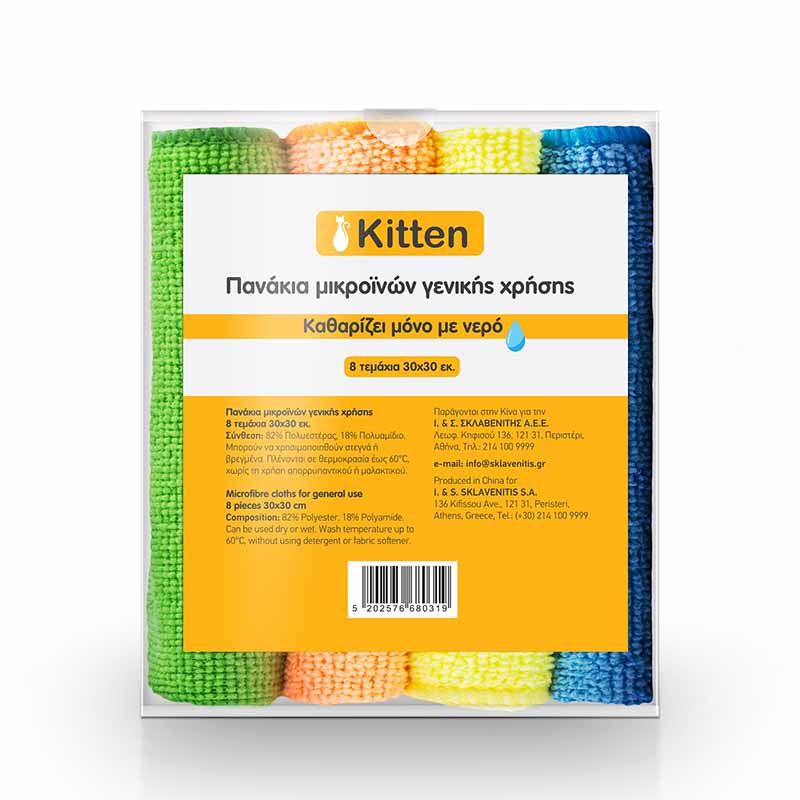 Kitten
Πανάκια μικροϊνών γενικής χρήσης
Καθαρίζει μόνο με νερό
8 τεμάχια 30x30 εκ.
Πανάκια μικροϊνών γενικής χρήσης
8 τεμάχια 30x30 εκ.
Σύνθεση: 82% Πολυεστέρας, 18% Πολυαμίδιο.
Μπορούν να χρησιμοποιηθούν στεγνά ή
βρεγμένα. Πλένονται σε θερμοκρασία έως 60°C,
χωρίς τη χρήση απορρυπαντικού ή μαλακτικού.
Microfibre cloths for general use
8 pieces 30x30 cm
Composition: 82% Polyester, 18% Polyamide.
Can be used dry or wet. Wash temperature up to
60°C, without using detergent or fabric softener.
Παράγονται στην Κίνα για την
Ι. & Σ. ΣΚΛΑΒΕΝΙΤΗΣ Α.Ε.Ε.
Λεωφ. Κηφισού 136, 121 31, Περιστέρι,
Αθήνα, Τηλ.: 214 100 9999
e-mail: info@sklavenitis.gr
Produced in China for
I. & S. SKLAVENITIS S.A.
136 Kifissou Ave., 121 31, Peristeri,
Athens, Greece, Tel.: (+30) 214 100 9999
5 202576 680319